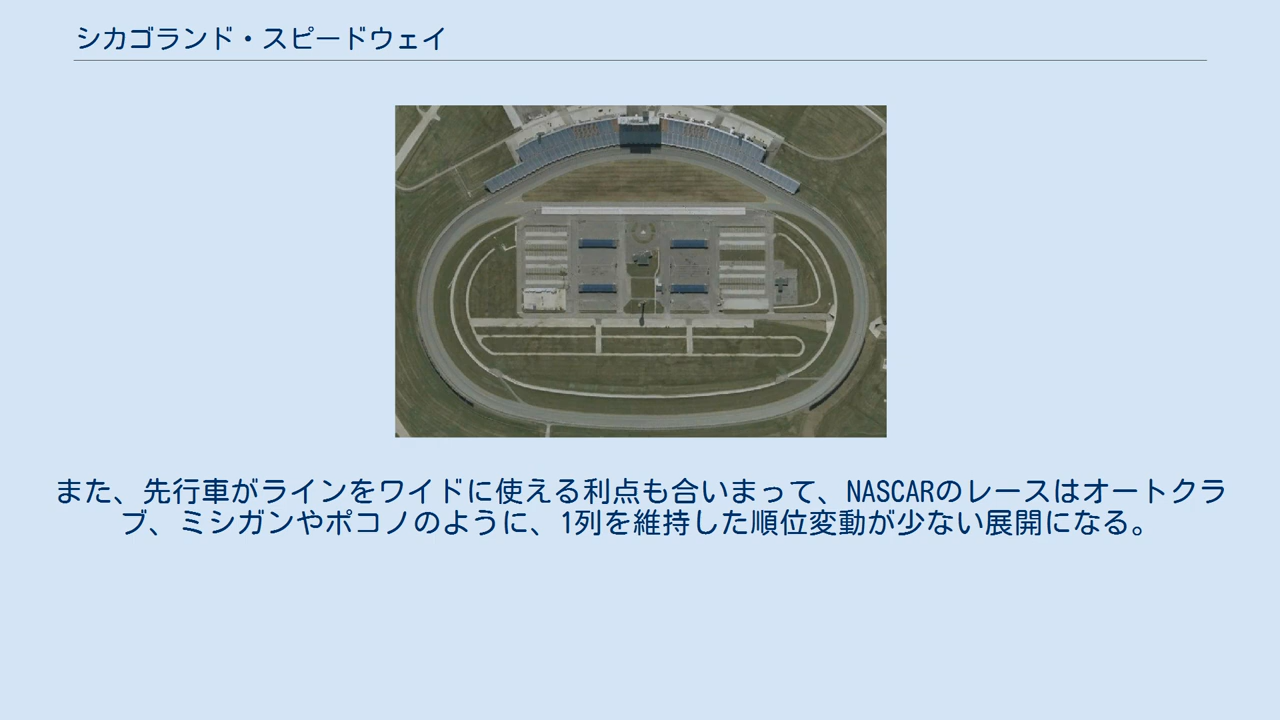 シカゴランド・スピードウェイ
また、先行車がラインをワイドに使える利点も合いまって、NASCARのレースはオートクラ
ブ、ミシガンやポコノのように、1列を維持した順位変動が少ない展開になる。